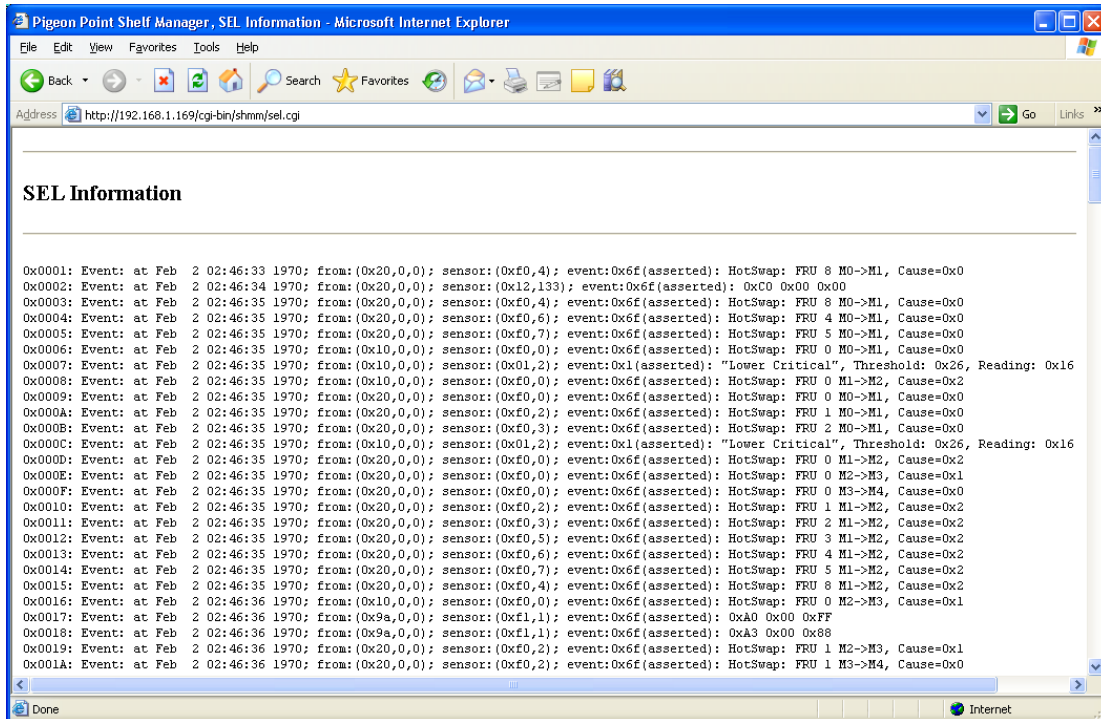 Pigeon Point Shelf Manager, SEL Information - Microsoft Internet Explorer
File Edit View Favorites Tools Help
Back Search Favorites
Address http://192.168.1.169/cgi-bin/shmm/sel.cgi Go Links »
SEL Information
0x0001: Event: at Feb  2 02:46:33 1970; from:(0x20,0,0); sensor:(0xf0,4); event:0x6f(asserted): HotSwap: FRU 8 M0->M1, Cause=0x0
0x0002: Event: at Feb  2 02:46:34 1970; from:(0x20,0,0); sensor:(0x12,133); event:0x6f(asserted): 0xC0 0x00 0x00
0x0003: Event: at Feb  2 02:46:35 1970; from:(0x20,0,0); sensor:(0xf0,4); event:0x6f(asserted): HotSwap: FRU 8 M0->M1, Cause=0x0
0x0004: Event: at Feb  2 02:46:35 1970; from:(0x20,0,0); sensor:(0xf0,6); event:0x6f(asserted): HotSwap: FRU 4 M0->M1, Cause=0x0
0x0005: Event: at Feb  2 02:46:35 1970; from:(0x20,0,0); sensor:(0xf0,7); event:0x6f(asserted): HotSwap: FRU 5 M0->M1, Cause=0x0
0x0006: Event: at Feb  2 02:46:35 1970; from:(0x10,0,0); sensor:(0xf0,0); event:0x6f(asserted): HotSwap: FRU 0 M0->M1, Cause=0x0
0x0007: Event: at Feb  2 02:46:35 1970; from:(0x10,0,0); sensor:(0x01,2); event:0x1(asserted): "Lower Critical", Threshold: 0x26, Reading: 0x16
0x0008: Event: at Feb  2 02:46:35 1970; from:(0x10,0,0); sensor:(0xf0,0); event:0x6f(asserted): HotSwap: FRU 0 M1->M2, Cause=0x2
0x0009: Event: at Feb  2 02:46:35 1970; from:(0x20,0,0); sensor:(0xf0,0); event:0x6f(asserted): HotSwap: FRU 0 M0->M1, Cause=0x0
0x000A: Event: at Feb  2 02:46:35 1970; from:(0x20,0,0); sensor:(0xf0,2); event:0x6f(asserted): HotSwap: FRU 1 M0->M1, Cause=0x0
0x000B: Event: at Feb  2 02:46:35 1970; from:(0x20,0,0); sensor:(0xf0,3); event:0x6f(asserted): HotSwap: FRU 2 M0->M1, Cause=0x0
0x000C: Event: at Feb  2 02:46:35 1970; from:(0x10,0,0); sensor:(0x01,2); event:0x1(asserted): "Lower Critical", Threshold: 0x26, Reading: 0x16
0x000D: Event: at Feb  2 02:46:35 1970; from:(0x20,0,0); sensor:(0xf0,0); event:0x6f(asserted): HotSwap: FRU 0 M1->M2, Cause=0x2
0x000E: Event: at Feb  2 02:46:35 1970; from:(0x20,0,0); sensor:(0xf0,0); event:0x6f(asserted): HotSwap: FRU 0 M2->M3, Cause=0x1
0x000F: Event: at Feb  2 02:46:35 1970; from:(0x20,0,0); sensor:(0xf0,0); event:0x6f(asserted): HotSwap: FRU 0 M3->M4, Cause=0x0
0x0010: Event: at Feb  2 02:46:35 1970; from:(0x20,0,0); sensor:(0xf0,2); event:0x6f(asserted): HotSwap: FRU 1 M1->M2, Cause=0x2
0x0011: Event: at Feb  2 02:46:35 1970; from:(0x20,0,0); sensor:(0xf0,3); event:0x6f(asserted): HotSwap: FRU 2 M1->M2, Cause=0x2
0x0012: Event: at Feb  2 02:46:35 1970; from:(0x20,0,0); sensor:(0xf0,5); event:0x6f(asserted): HotSwap: FRU 3 M1->M2, Cause=0x2
0x0013: Event: at Feb  2 02:46:35 1970; from:(0x20,0,0); sensor:(0xf0,6); event:0x6f(asserted): HotSwap: FRU 4 M1->M2, Cause=0x2
0x0014: Event: at Feb  2 02:46:35 1970; from:(0x20,0,0); sensor:(0xf0,7); event:0x6f(asserted): HotSwap: FRU 5 M1->M2, Cause=0x2
0x0015: Event: at Feb  2 02:46:35 1970; from:(0x20,0,0); sensor:(0xf0,4); event:0x6f(asserted): HotSwap: FRU 8 M1->M2, Cause=0x2
0x0016: Event: at Feb  2 02:46:36 1970; from:(0x10,0,0); sensor:(0xf0,0); event:0x6f(asserted): HotSwap: FRU 0 M2->M3, Cause=0x1
0x0017: Event: at Feb  2 02:46:36 1970; from:(0x9a,0,0); sensor:(0xf1,1); event:0x6f(asserted): 0xA0 0x00 0xFF
0x0018: Event: at Feb  2 02:46:36 1970; from:(0x9a,0,0); sensor:(0xf1,1); event:0x6f(asserted): 0xA3 0x00 0x88
0x0019: Event: at Feb  2 02:46:36 1970; from:(0x20,0,0); sensor:(0xf0,2); event:0x6f(asserted): HotSwap: FRU 1 M2->M3, Cause=0x1
0x001A: Event: at Feb  2 02:46:36 1970; from:(0x20,0,0); sensor:(0xf0,2); event:0x6f(asserted): HotSwap: FRU 1 M3->M4, Cause=0x0
Done Internet